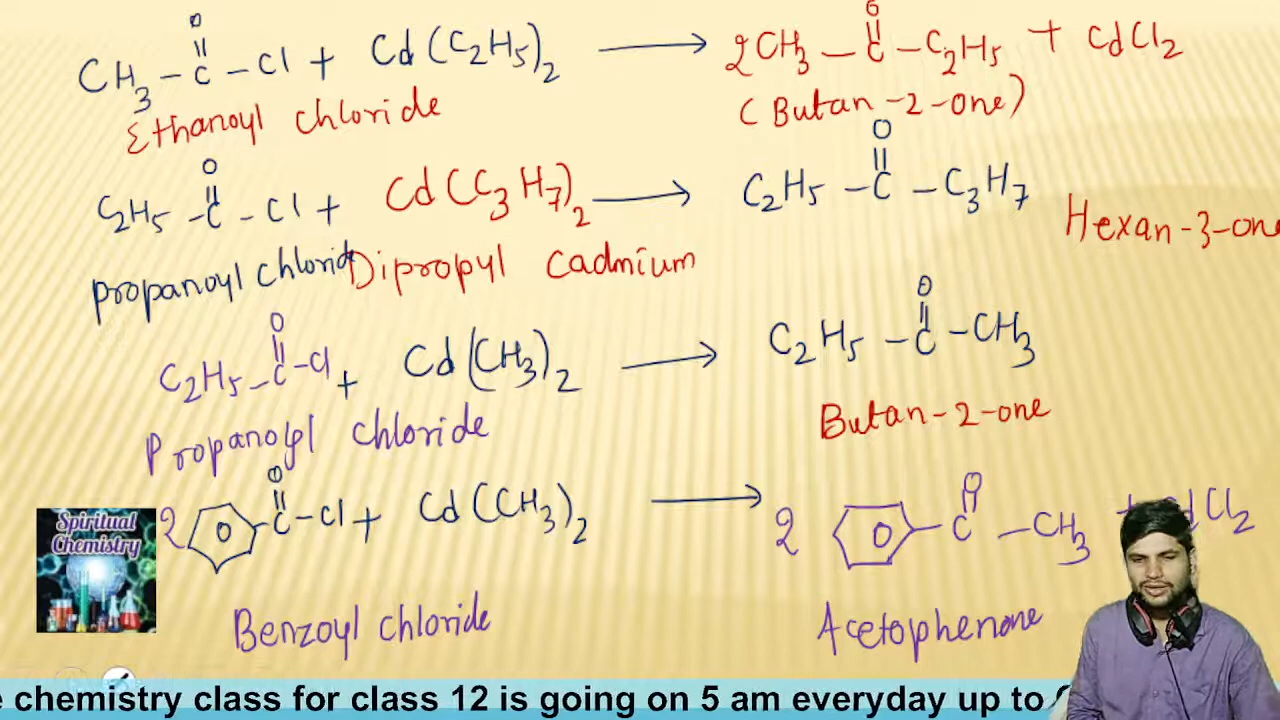 O
||
CH3 – C – Cl + Cd (C2H5)2 ⟶ 2CH3 – C – C2H5 + CdCl2
Ethanoyl chloride
(Butan-2-one)
O
||
C2H5 – C – Cl + Cd (C3H7)2 ⟶ C2H5 – C – C3H7
propanoyl chloride Dipropyl Cadmium
Hexan-3-one
O
||
C2H5 – C – Cl + Cd (CH3)2 ⟶ C2H5 – C – CH3
Propanoyl chloride
Butan-2-one
O
||
2 C – Cl + Cd (CH3)2 ⟶ 2 C – CH3 + CdCl2
Benzoyl chloride
Acetophenone
Spiritual
Chemistry
chemistry class for class 12 is going on 5 am everyday up to